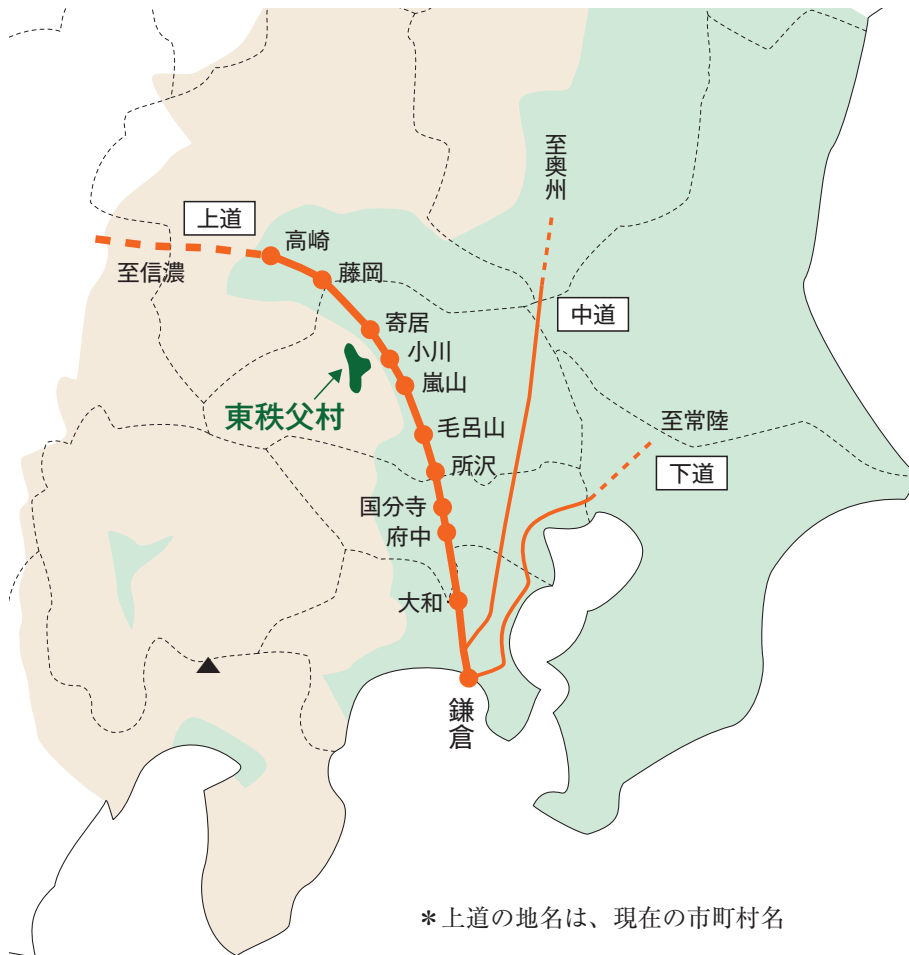 至奥州
上道
高崎
至信濃
藤岡
中道
寄居
小川
嵐山
東秩父村
至常陸
毛呂山
下道
所沢
国分寺
府中
大和
鎌倉
＊上道の地名は、現在の市町村名